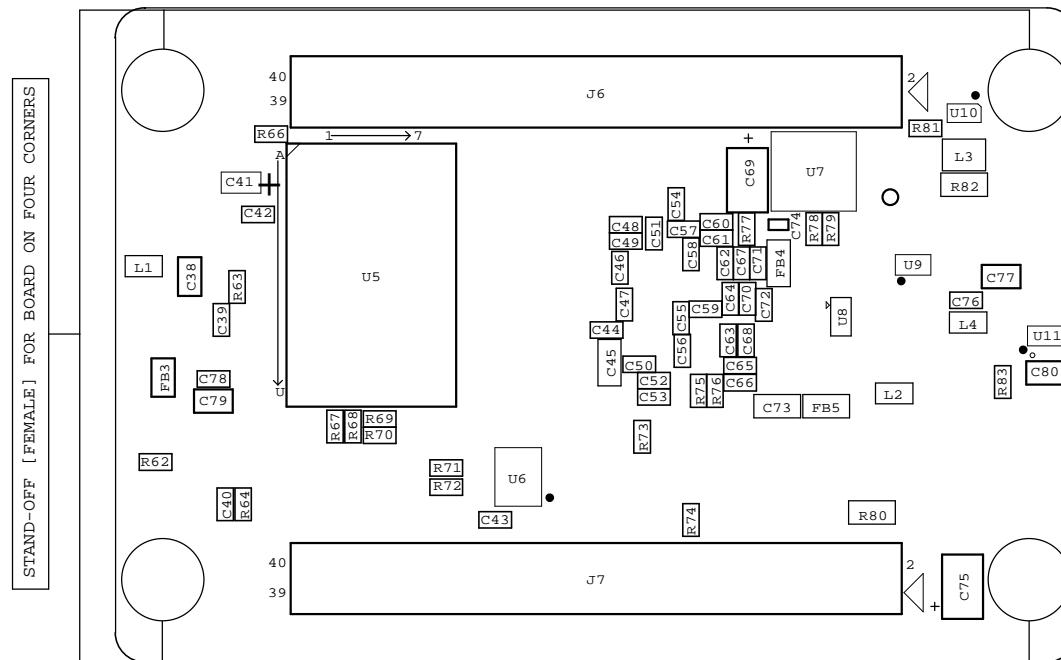 STAND-OFF [FEMALE] FOR BOARD ON FOUR CORNERS
40
39
J6
2
U10
R81
R66
1
7
A
+
C69
U7
L3
R82
C41
C42
C54
C48
C49
C51
C57
C60
C61
C58
R77
C74
R78
R79
L1
C38
R63
C39
U5
C46
C47
C62
C67
C71
FB4
U9
C77
C76
L4
C64
C70
C72
C55
C59
U8
C44
C45
C56
C63
C68
U11
C80
R83
FB3
C78
C79
U
C50
C52
C53
C65
C66
R75
R76
C73
FB5
L2
R67
R68
R69
R70
R73
R62
R71
R72
U6
C40
R64
C43
R74
R80
40
39
J7
2
+
C75